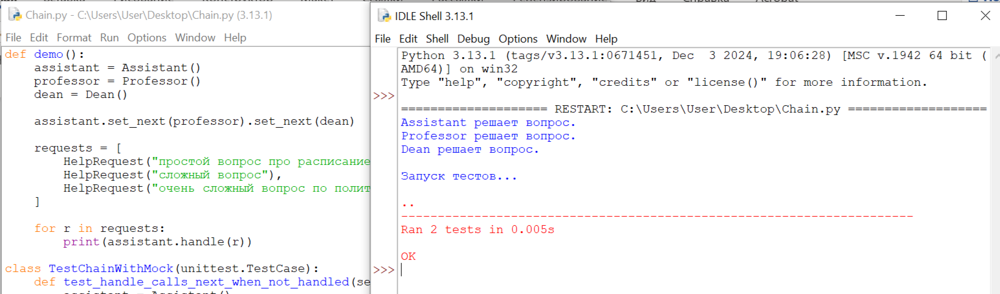 Chain.py - C:\Users\User\Desktop\Chain.py (3.13.1)
File Edit Format Run Options Window Help
def demo():
    assistant = Assistant()
    professor = Professor()
    dean = Dean()
    assistant.set_next(professor).set_next(dean)
    requests = [
        HelpRequest("простой вопрос про расписание
        HelpRequest("сложный вопрос"),
        HelpRequest("очень сложный вопрос по полит
    ]
    for r in requests:
        print(assistant.handle(r))
class TestChainWithMock(unittest.TestCase):
    def test_handle_calls_next_when_not_handled(se
IDLE Shell 3.13.1
File Edit Shell Debug Options Window Help
Python 3.13.1 (tags/v3.13.1:0671451, Dec  3 2024, 19:06:28) [MSC v.1942 64 bit (
AMD64)] on win32
Type "help", "copyright", "credits" or "license()" for more information.
>>>
==================== RESTART: C:\Users\User\Desktop\Chain.py ===================
Assistant решает вопрос.
Professor решает вопрос.
Dean решает вопрос.
Запуск тестов...
..
----------------------------------------------------------------------
Ran 2 tests in 0.005s
OK
>>>